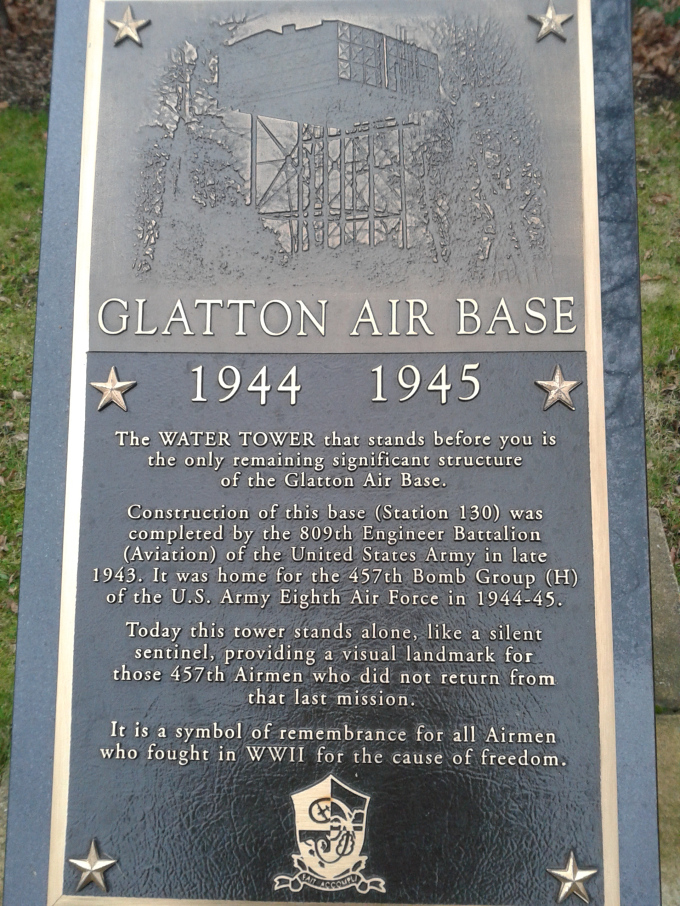 GLATTON AIR BASE
1944 1945
The WATER TOWER that stands before you is
the only remaining significant structure
of the Glatton Air Base.
Construction of this base (Station 130) was
completed by the 809th Engineer Battalion
(Aviation) of the United States Army in late
1943. It was home for the 457th Bomb Group (H)
of the U.S. Army Eighth Air Force in 1944-45.
Today this tower stands alone, like a silent
sentinel, providing a visual landmark for
those 457th Airmen who did not return from
that last mission.
It is a symbol of remembrance for all Airmen
who fought in WWII for the cause of freedom.
FAIT ACCOMPLI